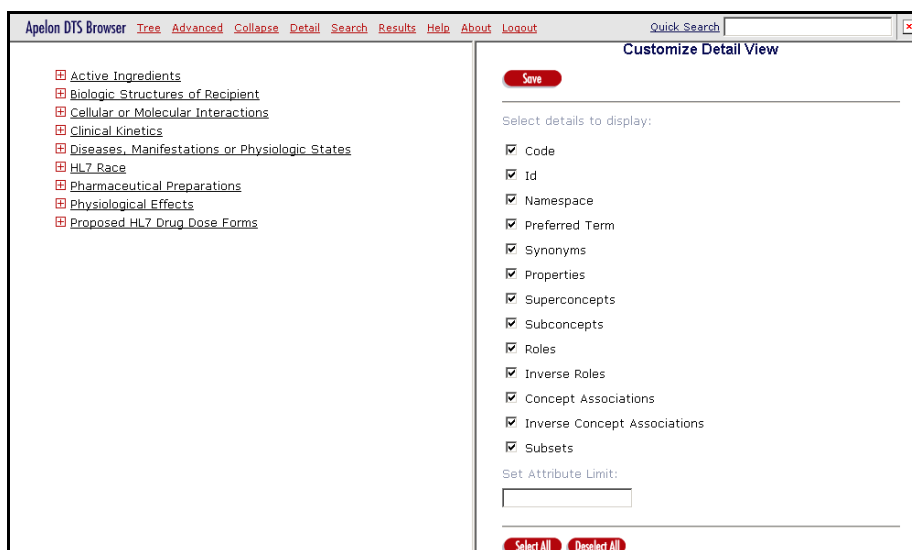 Apelon DTS Browser Tree Advanced Collapse Detail Search Results Help About Logout Quick Search
Active Ingredients
Biologic Structures of Recipient
Cellular or Molecular Interactions
Clinical Kinetics
Diseases, Manifestations or Physiologic States
HL7 Race
Pharmaceutical Preparations
Physiological Effects
Proposed HL7 Drug Dose Forms
Customize Detail View
Save
Select details to display:
Code
Id
Namespace
Preferred Term
Synonyms
Properties
Superconcepts
Subconcepts
Roles
Inverse Roles
Concept Associations
Inverse Concept Associations
Subsets
Set Attribute Limit:
Select All Deselect All